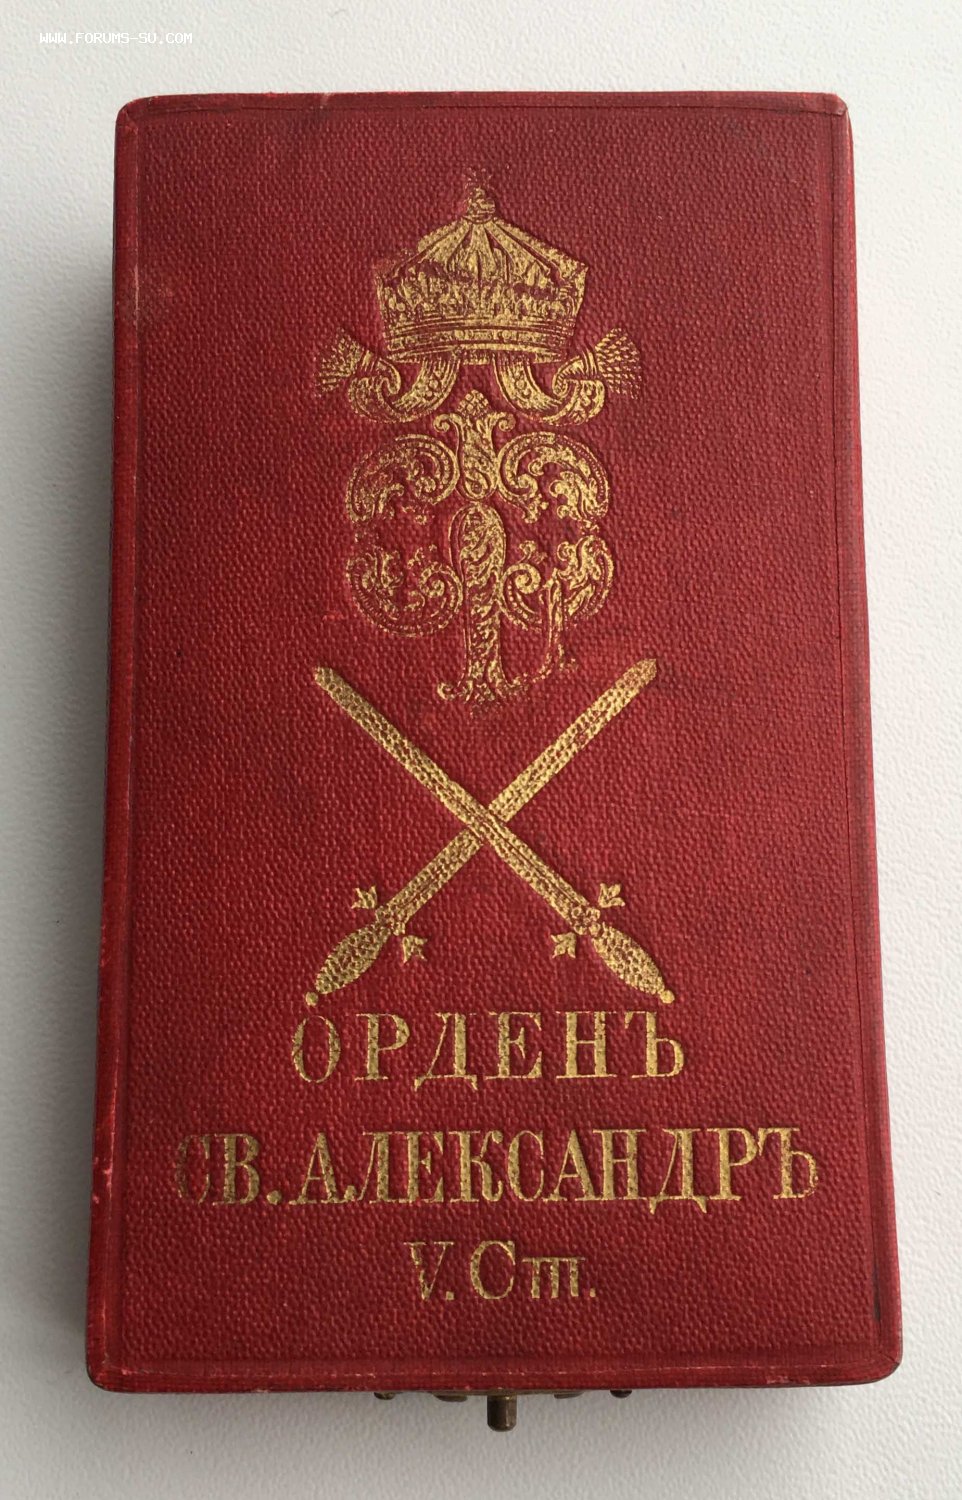 WWW.FORUMS-SU.COM
ОРДЕНЪ
СВ. АЛЕКСАНДРЪ
V. Ст.